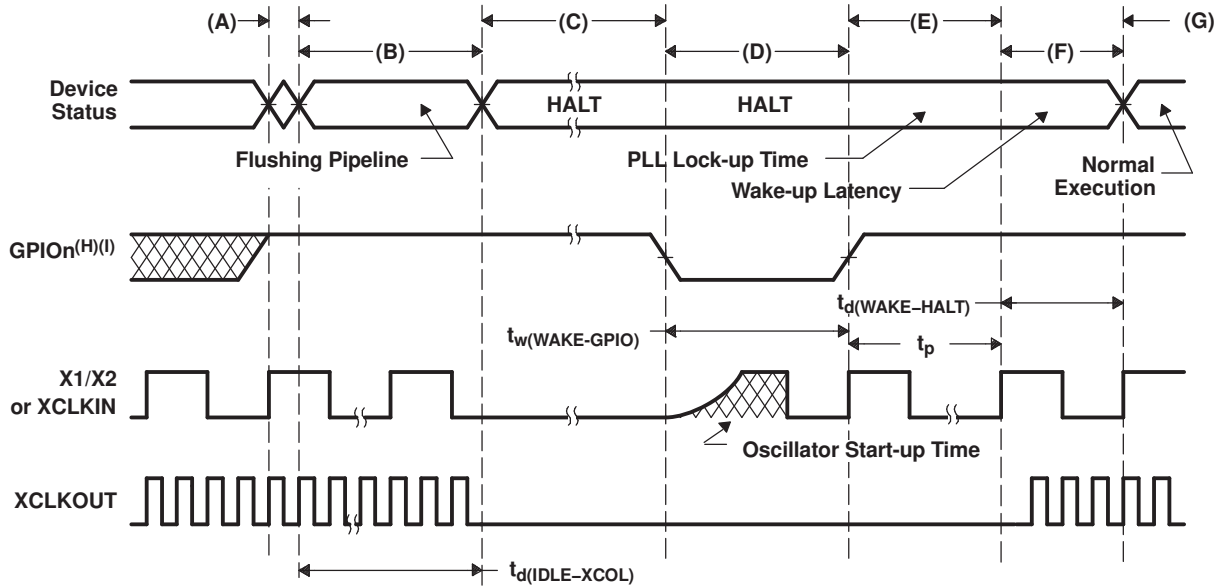 (A)
(B)
(C)
(D)
(E)
(F)
(G)
Device
Status
HALT
HALT
Flushing Pipeline
PLL Lock-up Time
Wake-up Latency
Normal
Execution
GPIOn(H)(I)
td(WAKE–HALT)
tw(WAKE-GPIO)
tp
X1/X2
or XCLKIN
Oscillator Start-up Time
XCLKOUT
td(IDLE–XCOL)